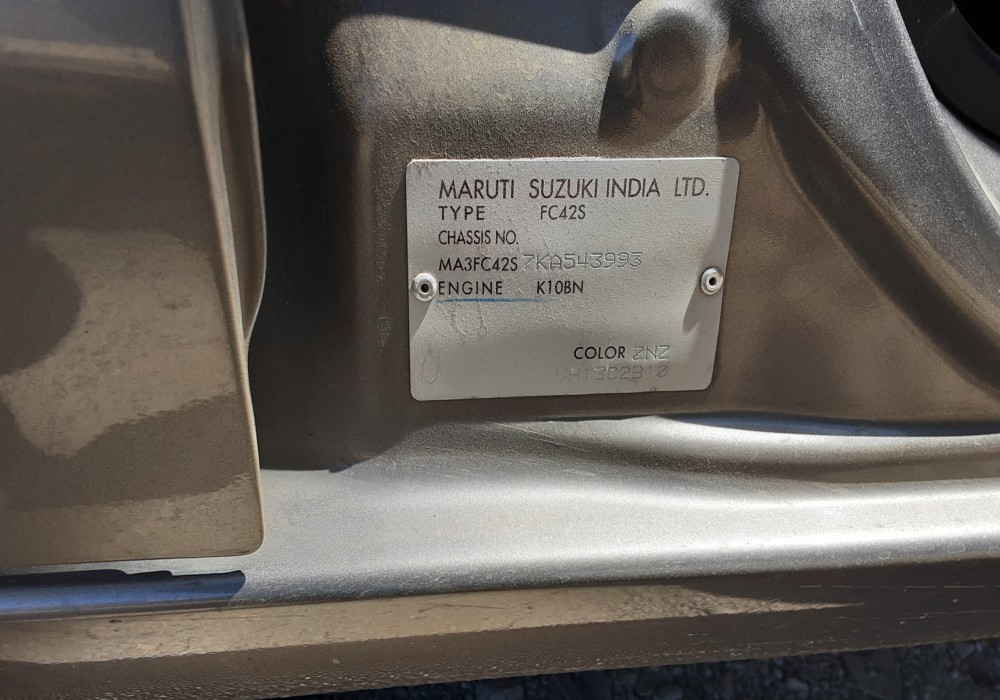 MARUTI SUZUKI INDIA LTD.
TYPE FC42S
CHASSIS NO.
MA3FC42S7KA543993
ENGINE K10BN
COLOR ZNZ